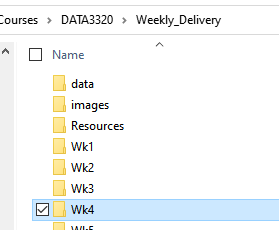 Courses > DATA3320 > Weekly_Delivery
Name
data
images
Resources
Wk1
Wk2
Wk3
Wk4